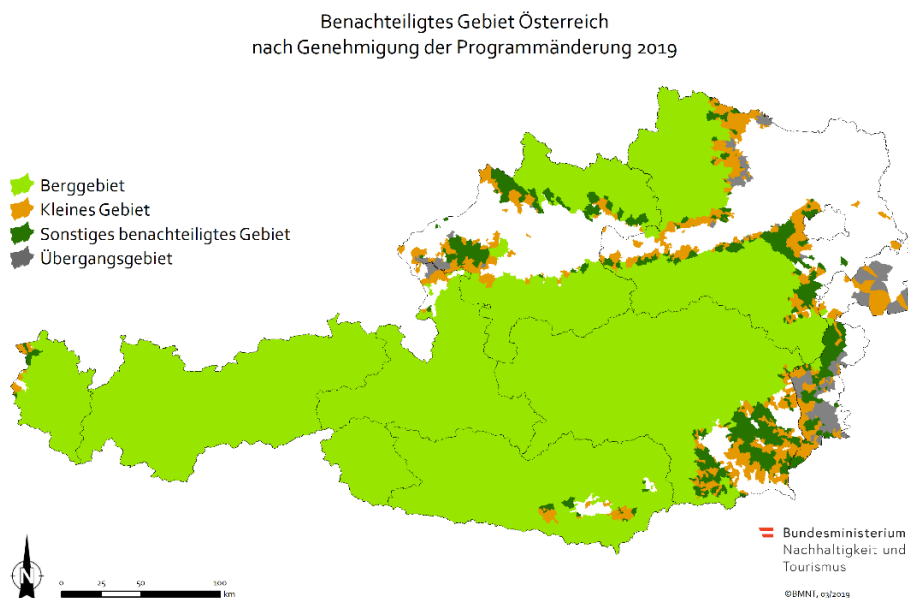 Benachteiligtes Gebiet Österreich
nach Genehmigung der Programmänderung 2019
Berggebiet
Kleines Gebiet
Sonstiges benachteiligtes Gebiet
Übergangsgebiet
N
0 25 50 100
km
Bundesministerium
Nachhaltigkeit und
Tourismus
©BMNT, 03/2019